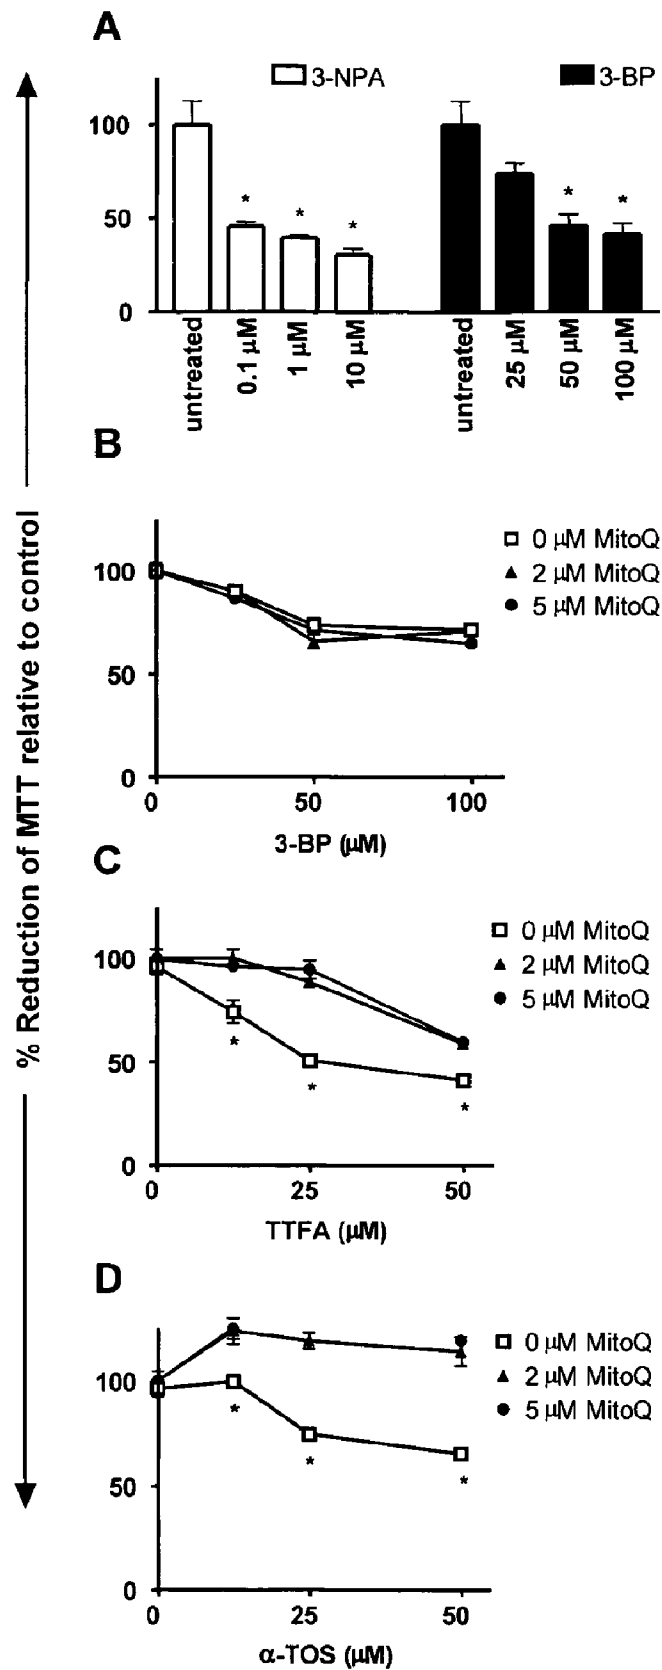 % Reduction of MTT relative to control
A
3-NPA 3-BP
100
50
0
* * * * *
untreated 0.1 μM 1 μM 10 μM untreated 25 μM 50 μM 100 μM
B
0 μM MitoQ
2 μM MitoQ
5 μM MitoQ
100
50
0
0 50 100
3-BP (μM)
C
0 μM MitoQ
2 μM MitoQ
5 μM MitoQ
100
50
0
* * *
0 25 50
TTFA (μM)
D
0 μM MitoQ
2 μM MitoQ
5 μM MitoQ
100
50
0
* * *
0 25 50
α-TOS (μM)